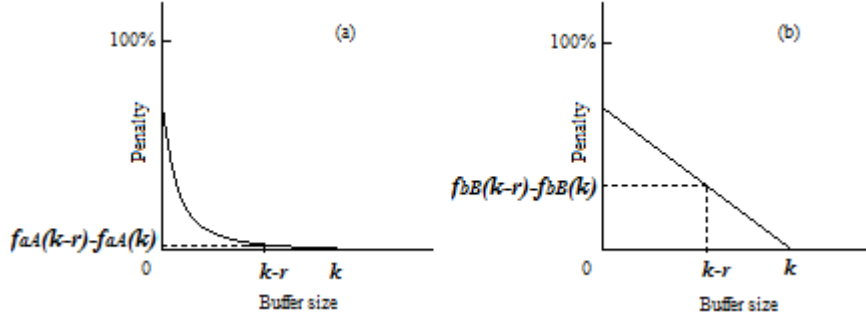 (a)
100%
Penalty
faA(k-r)-faA(k)
0
k-r
k
Buffer size
(b)
100%
Penalty
fbB(k-r)-fbB(k)
0
k-r
k
Buffer size